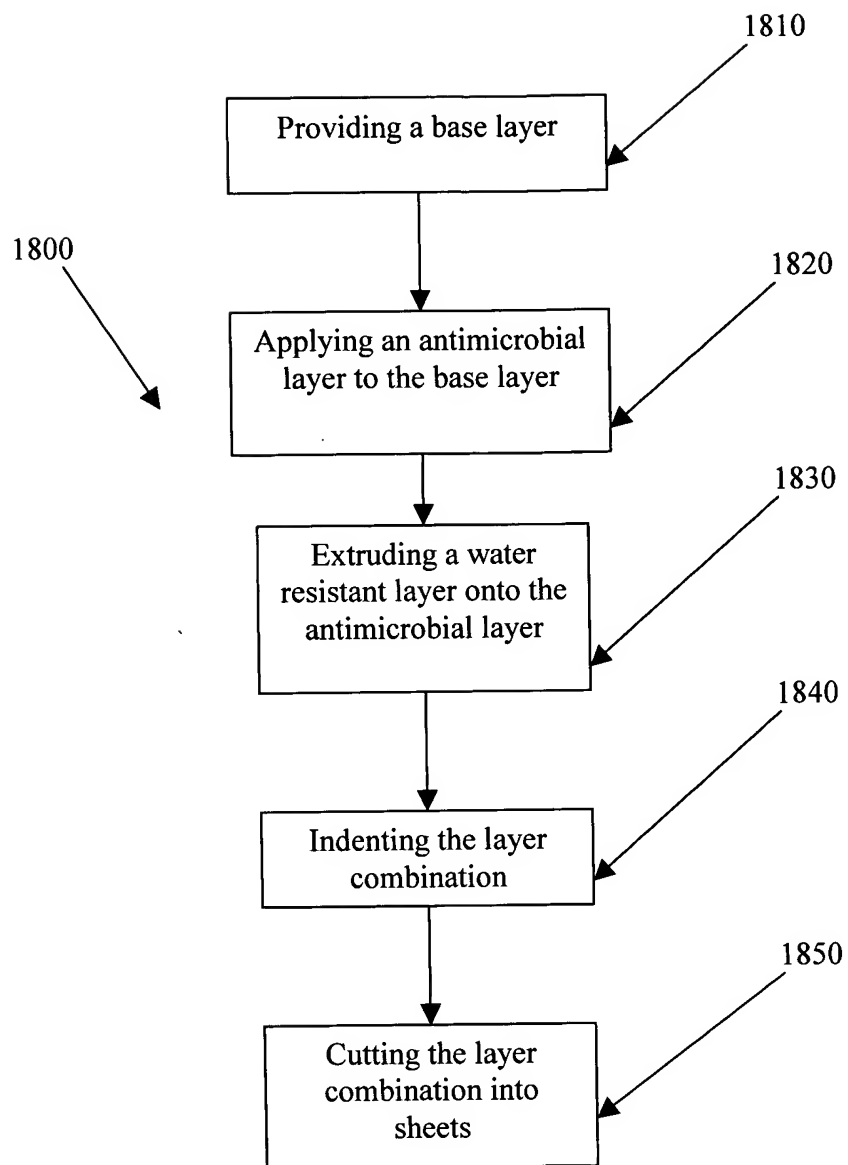 1810
Providing a base layer
1800
1820
Applying an antimicrobial
layer to the base layer
1830
Extruding a water
resistant layer onto the
antimicrobial layer
1840
Indenting the layer
combination
1850
Cutting the layer
combination into
sheets